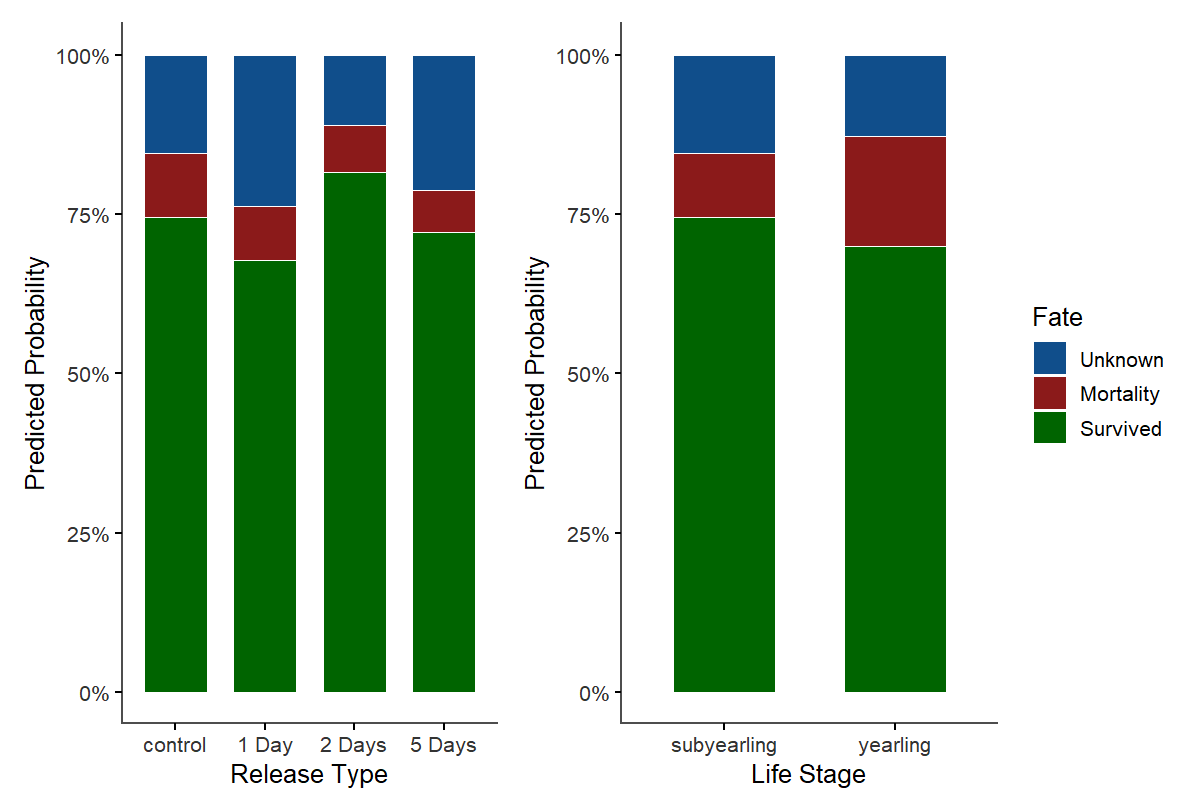 100%
75%
50%
25%
0%
Predicted Probability
control 1 Day 2 Days 5 Days
Release Type
100%
75%
50%
25%
0%
Predicted Probability
subyearling yearling
Life Stage
Fate
Unknown
Mortality
Survived